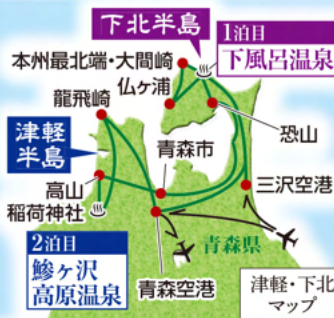 下北半島
1泊目
下風呂温泉
本州最北端・大間崎
仏ヶ浦
龍飛崎
恐山
津軽
半島
青森市
高山
稲荷神社
三沢空港
2泊目
鰺ヶ沢
高原温泉
青森県
青森空港
津軽・下北
マップ